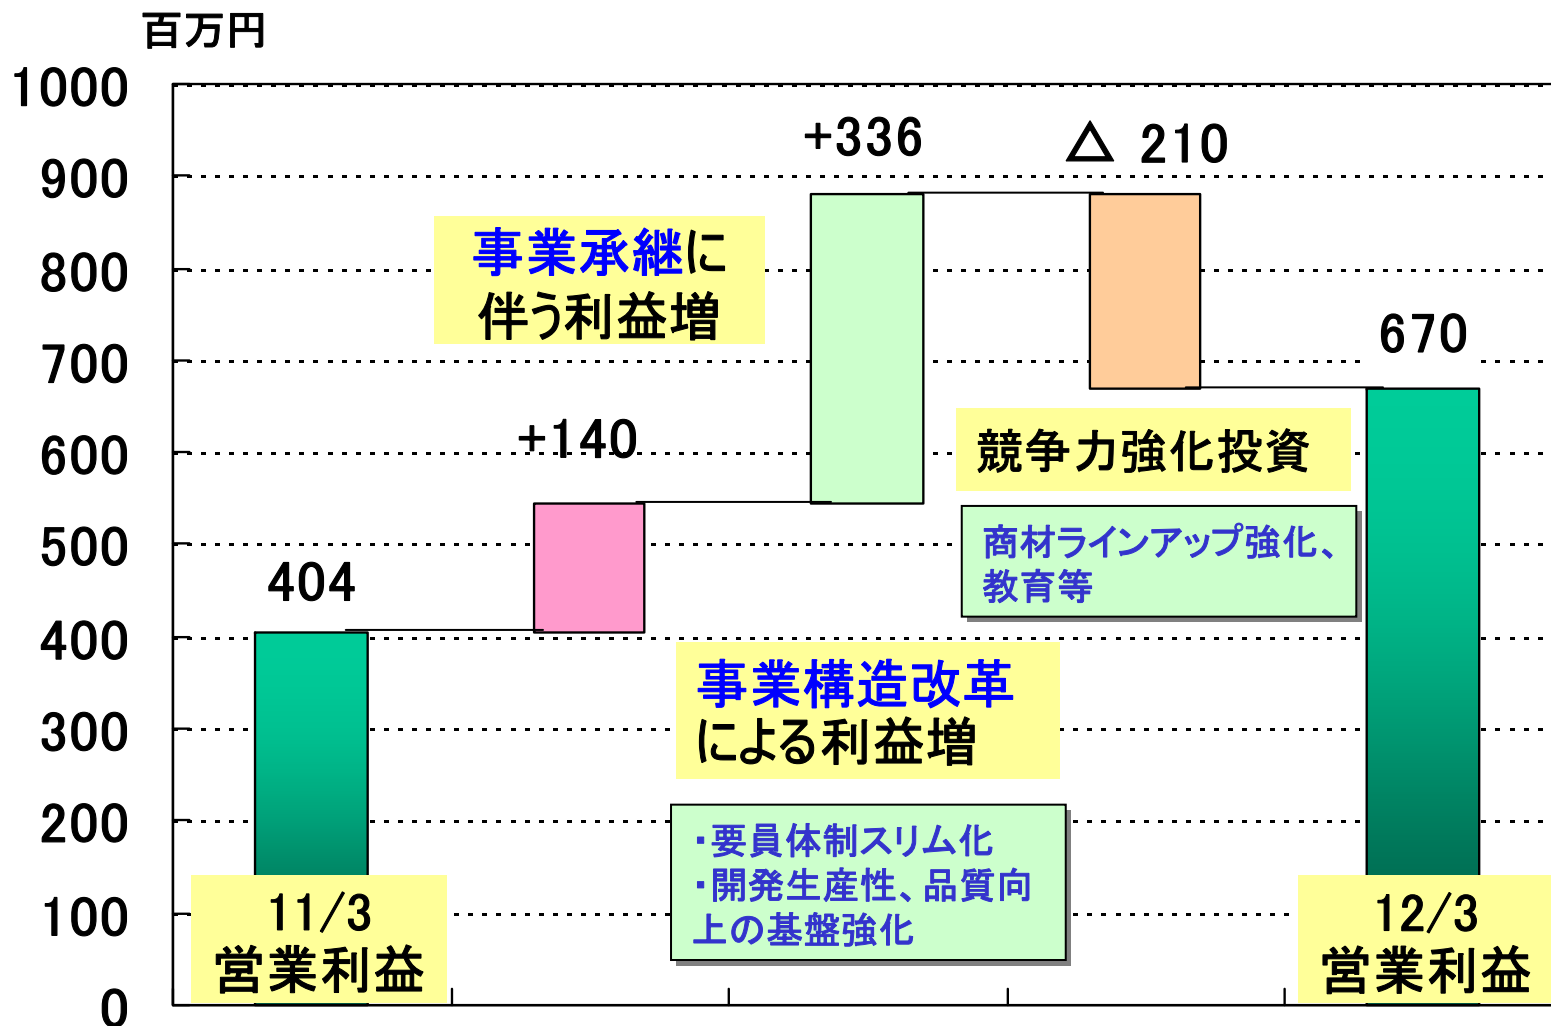 百万円
1000
900
800
700
600
500
400
300
200
100
0
404
+140
+336
△ 210
670
事業承継に
伴う利益増
競争力強化投資
商材ラインアップ強化、
教育等
事業構造改革
による利益増
・要員体制スリム化
・開発生産性、品質向
上の基盤強化
11/3
営業利益
12/3
営業利益